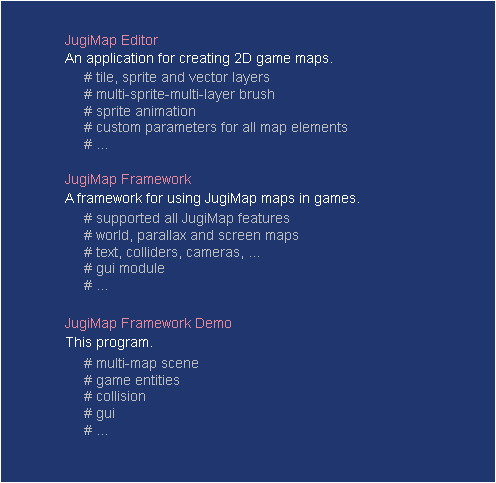 JugiMap Editor
An application for creating 2D game maps.
# tile, sprite and vector layers
# multi-sprite-multi-layer brush
# sprite animation
# custom parameters for all map elements
# ...
JugiMap Framework
A framework for using JugiMap maps in games.
# supported all JugiMap features
# world, parallax and screen maps
# text, colliders, cameras, ...
# gui module
# ...
JugiMap Framework Demo
This program.
# multi-map scene
# game entities
# collision
# gui
# ...